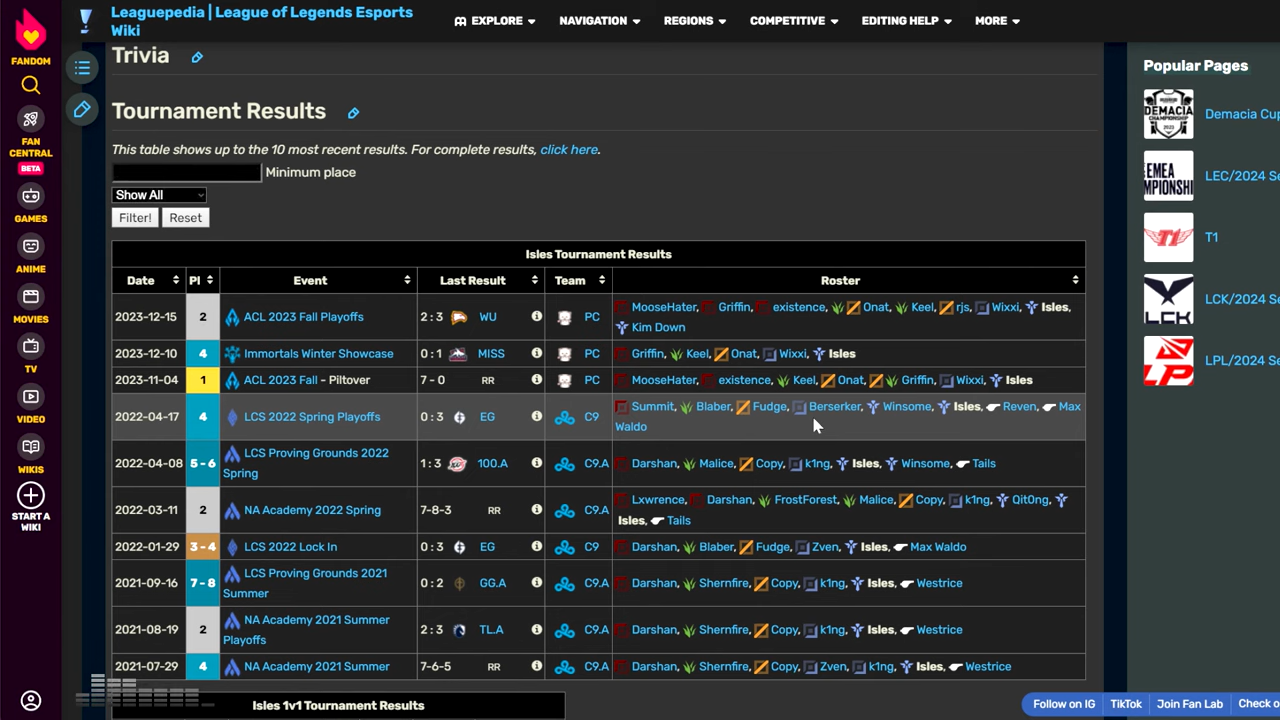 Leaguepedia | League of Legends Esports
Wiki
EXPLORE NAVIGATION REGIONS COMPETITIVE EDITING HELP MORE
FANDOM
FAN
CENTRAL
BETA
GAMES
ANIME
MOVIES
TV
VIDEO
WIKIS
START A
WIKI
Trivia
Tournament Results
This table shows up to the 10 most recent results. For complete results, click here.
Minimum place
Show All
Filter! Reset
Isles Tournament Results
Date Pl Event Last Result Team Roster
2023-12-15 2 ACL 2023 Fall Playoffs 2 : 3 WU PC MooseHater, Griffin, existence, Onat, Keel, rjs, Wixxi, Isles,
Kim Down
2023-12-10 4 Immortals Winter Showcase 0 : 1 MISS PC Griffin, Keel, Onat, Wixxi, Isles
2023-11-04 1 ACL 2023 Fall - Piltover 7 - 0 RR PC MooseHater, existence, Keel, Onat, Griffin, Wixxi, Isles
2022-04-17 4 LCS 2022 Spring Playoffs 0 : 3 EG C9 Summit, Blaber, Fudge, Berserker, Winsome, Isles, Reven, Max
Waldo
2022-04-08 5 - 6 LCS Proving Grounds 2022
Spring 1 : 3 100.A C9.A Darshan, Malice, Copy, k1ng, Isles, Winsome, Tails
2022-03-11 2 NA Academy 2022 Spring 7-8-3 RR C9.A Lxwrence, Darshan, FrostForest, Malice, Copy, k1ng, QitOng,
Isles, Tails
2022-01-29 3 - 4 LCS 2022 Lock In 0 : 3 EG C9 Darshan, Blaber, Fudge, Zven, Isles, Max Waldo
2021-09-16 7 - 8 LCS Proving Grounds 2021
Summer 0 : 2 GG.A C9.A Darshan, Shernfire, Copy, k1ng, Isles, Westrice
2021-08-19 2 NA Academy 2021 Summer
Playoffs 2 : 3 TL.A C9.A Darshan, Shernfire, Copy, k1ng, Isles, Westrice
2021-07-29 4 NA Academy 2021 Summer 7-6-5 RR C9.A Darshan, Shernfire, Copy, Zven, k1ng, Isles, Westrice
Isles 1v1 Tournament Results
Popular Pages
DEMACIA
CHAMPIONSHIP
2023
Demacia Cup
EMEA
MPIONSHI
LEC/2024 Se
T1
T1
LCK
LCK/2024 S
LPL/2024 Se
Follow on IG TikTok Join Fan Lab Check o